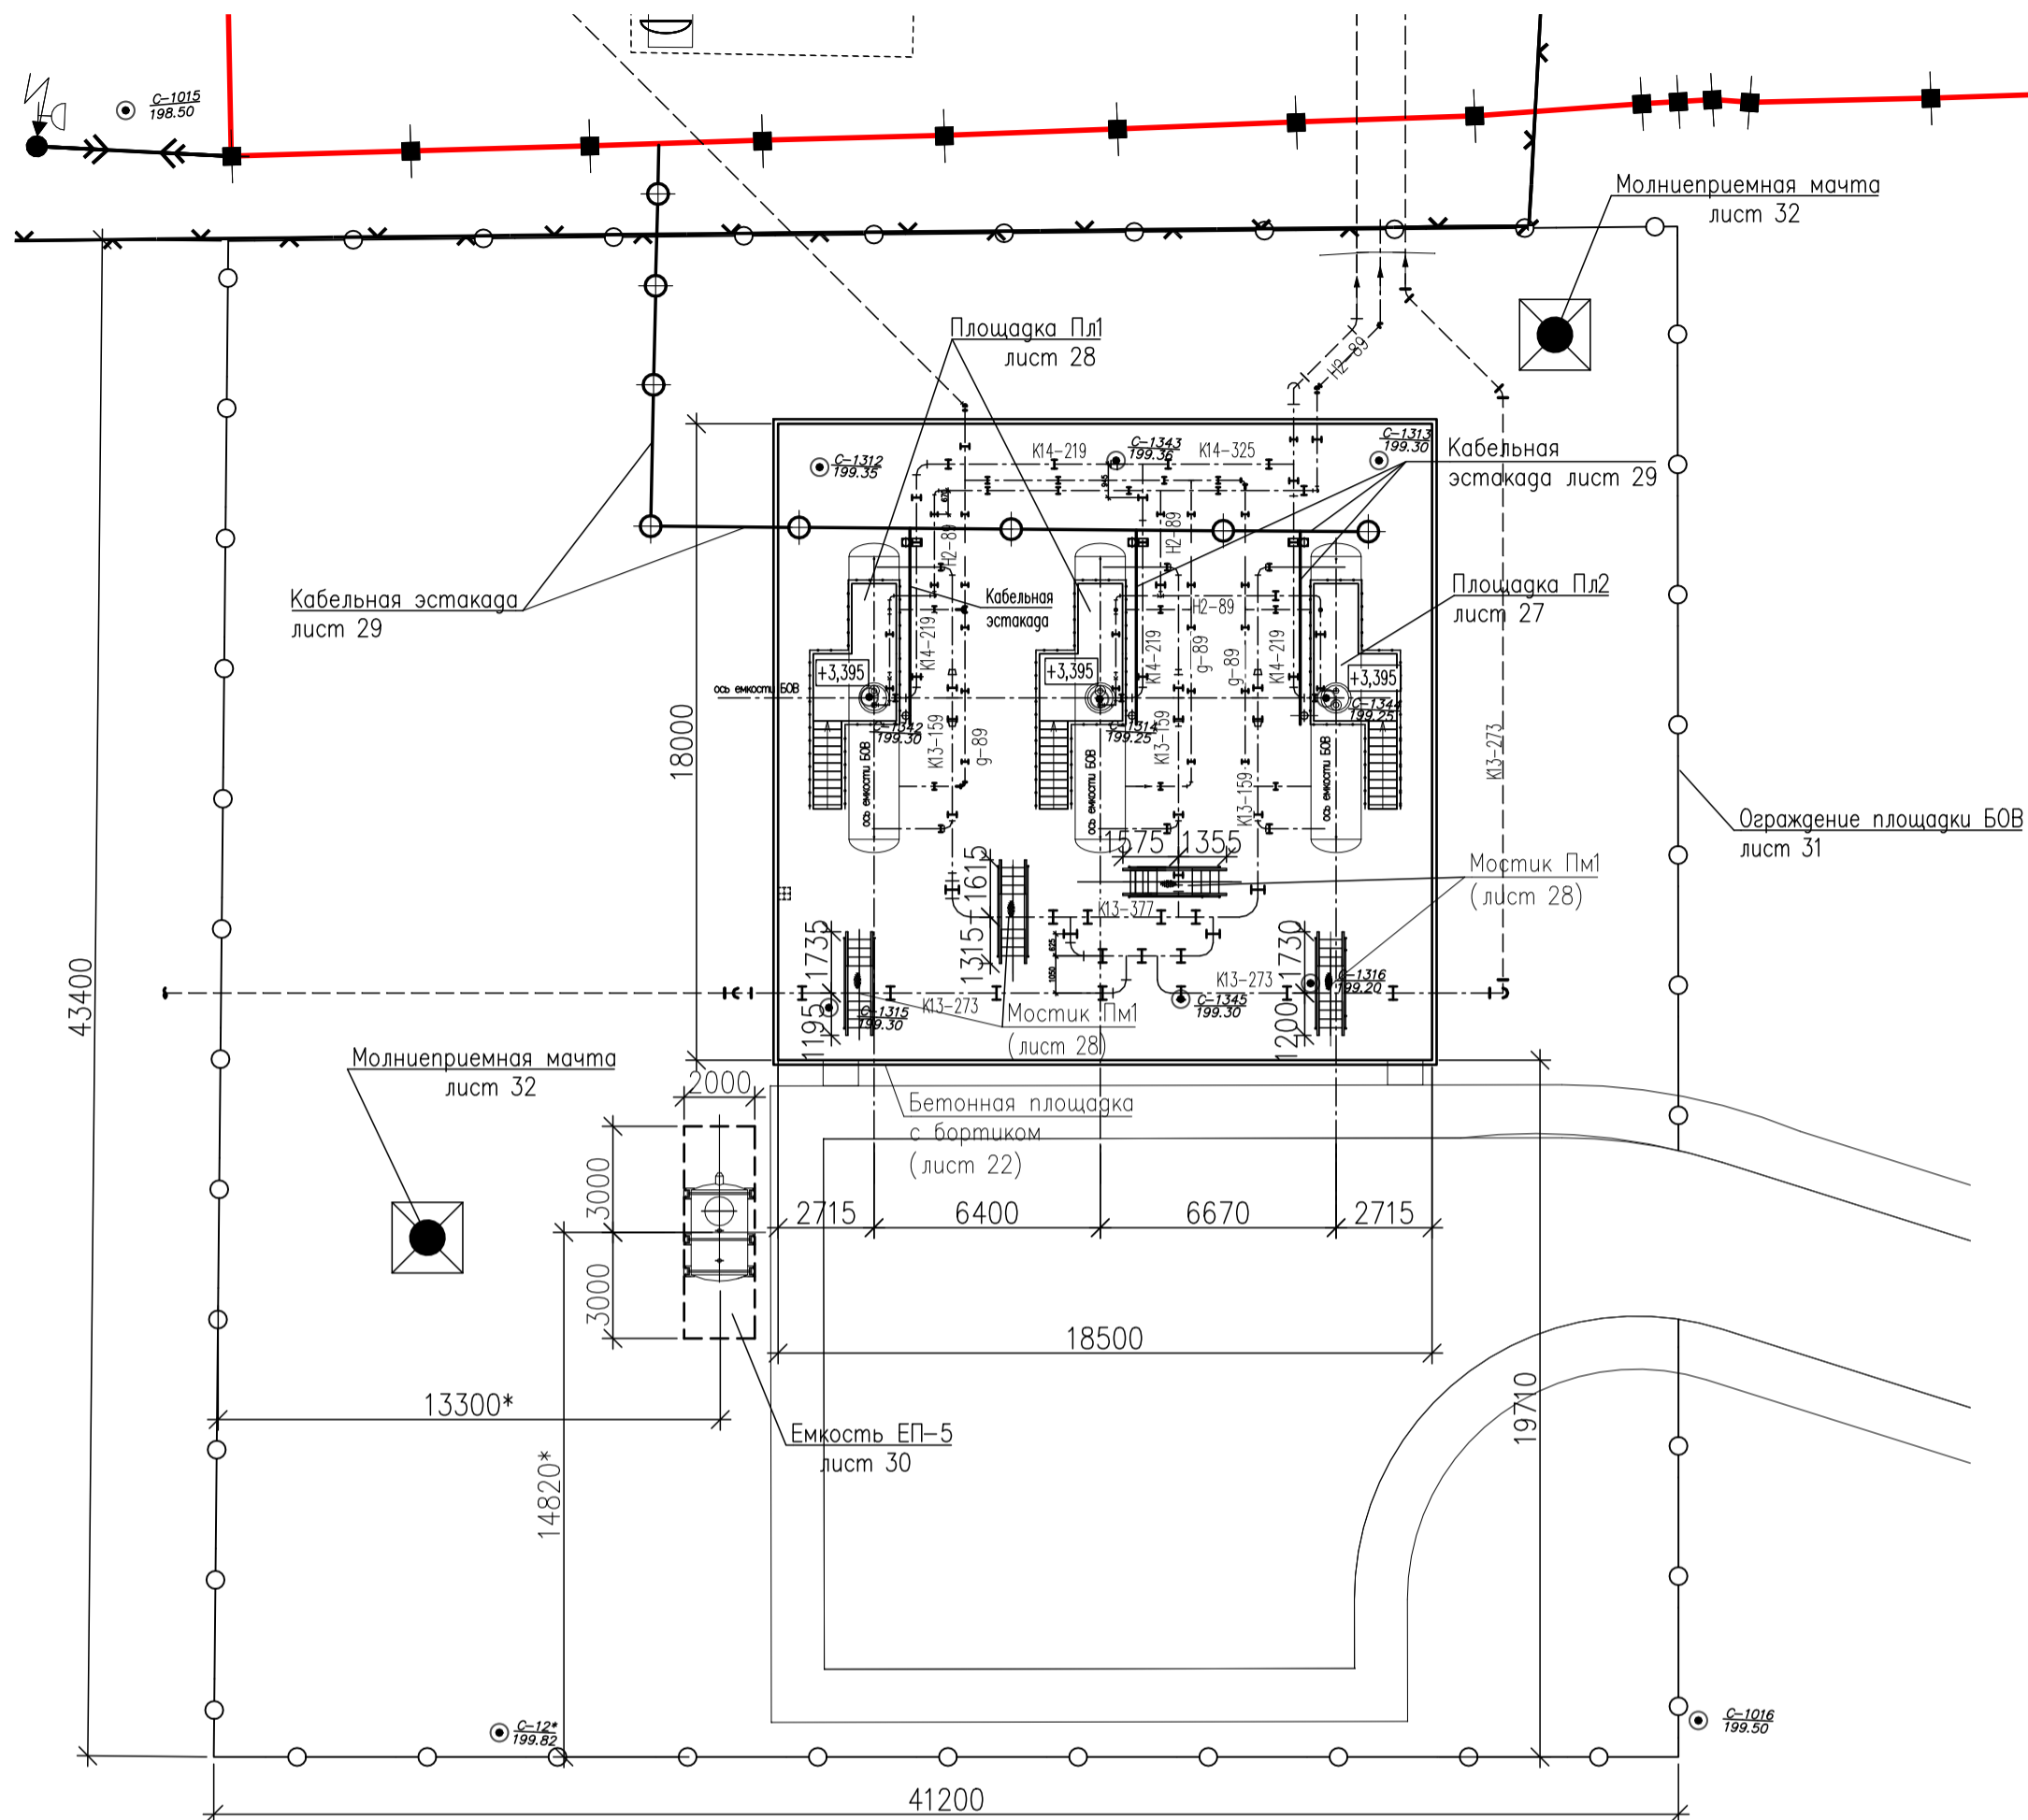 С-1015
198.50
Молниеприемная мачта
лист 32
Площадка Пл1
лист 28
Н2-89
С-1312
199.35
К14-219
С-1343
199.36
К14-325
С-1313
199.30
Кабельная
эстакада лист 29
675
945
Н2-89
Н2-89
Кабельная эстакада
лист 29
Кабельная
эстакада
Н2-89
Площадка Пл2
лист 27
К14-219
К14-219
g-89
g-89
К14-219
+3,395
+3,395
+3,395
ось емкости БОВ
С-1342
199.30
С-1314
199.25
С-1344
199.25
18000
К13-159
g-89
К13-159
К13-159
К13-273
ось емкости БОВ
ось емкости БОВ
ось емкости БОВ
Ограждение площадки БОВ
лист 31
1575
1355
1615
1315
Мостик Пм1
(лист 28)
К13-377
1735
1195
625
1050
1730
1200
К13-273
С-1316
199.20
43400
С-1315
199.30
К13-273
С-1345
199.30
Мостик Пм1
(лист 28)
Молниеприемная мачта
лист 32
2000
Бетонная площадка
с бортиком
(лист 22)
3000
3000
2715
6400
6670
2715
18500
13300*
19710
Емкость ЕП-5
лист 30
14820*
С-12*
199.82
С-1016
199.50
41200